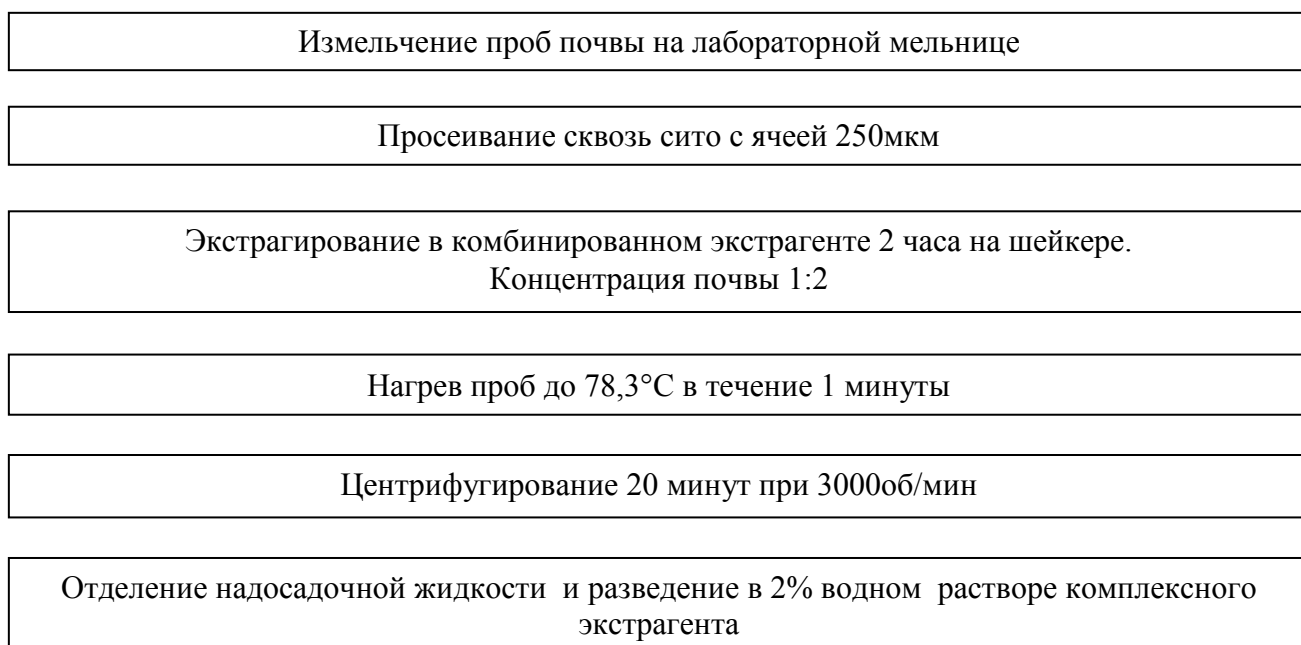 Измельчение проб почвы на лабораторной мельнице
Просеивание сквозь сито с ячеей 250мкм
Экстрагирование в комбинированном экстрагенте 2 часа на шейкере.
Концентрация почвы 1:2
Нагрев проб до 78,3°С в течение 1 минуты
Центрифугирование 20 минут при 3000об/мин
Отделение надосадочной жидкости и разведение в 2% водном растворе комплексного
экстрагента